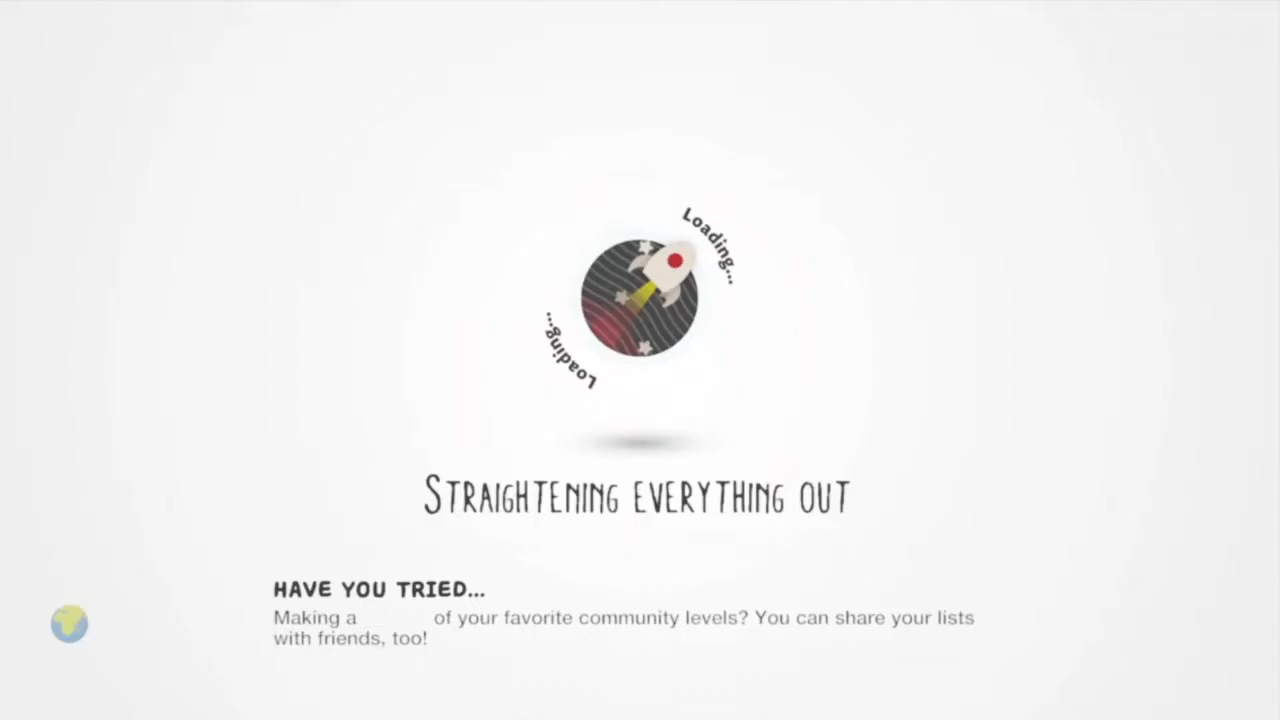 Loading...
Loading...
STRAIGHTENING EVERYTHING OUT
HAVE YOU TRIED...
Making a of your favorite community levels? You can share your lists
with friends, too!